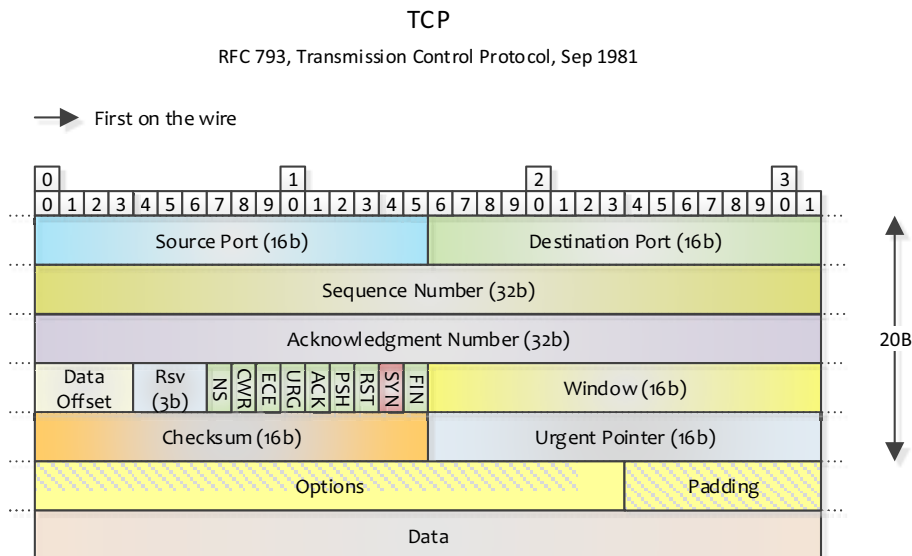 TCP
RFC 793, Transmission Control Protocol, Sep 1981
First on the wire
0 1 2 3
0 1 2 3 4 5 6 7 8 9 0 1 2 3 4 5 6 7 8 9 0 1 2 3 4 5 6 7 8 9 0 1
Source Port (16b) Destination Port (16b)
Sequence Number (32b)
Acknowledgment Number (32b)
20B
Data Offset Rsv (3b) NS CWR ECE URG ACK PSH RST SYN FIN Window (16b)
Checksum (16b) Urgent Pointer (16b)
Options Padding
Data